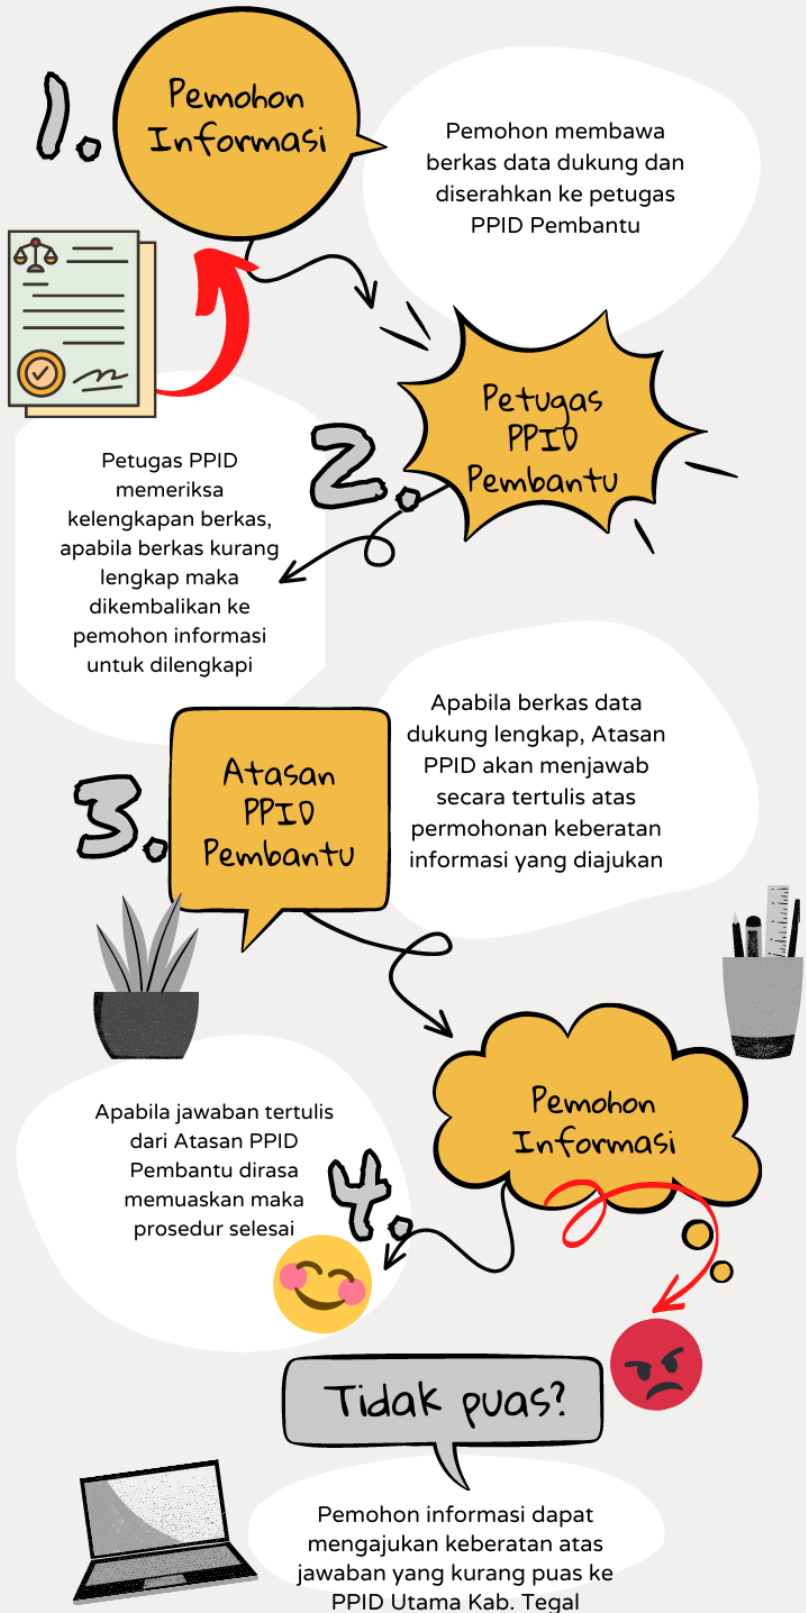 1.
Pemohon
Informasi
Pemohon membawa
berkas data dukung dan
diserahkan ke petugas
PPID Pembantu
2.
Petugas
PPID
Pembantu
Petugas PPID
memeriksa
kelengkapan berkas,
apabila berkas kurang
lengkap maka
dikembalikan ke
pemohon informasi
untuk dilengkapi
3.
Atasan
PPID
Pembantu
Apabila berkas data
dukung lengkap, Atasan
PPID akan menjawab
secara tertulis atas
permohonan keberatan
informasi yang diajukan
4.
Pemohon
Informasi
Apabila jawaban tertulis
dari Atasan PPID
Pembantu dirasa
memuaskan maka
prosedur selesai
Tidak puas?
Pemohon informasi dapat
mengajukan keberatan atas
jawaban yang kurang puas ke
PPID Utama Kab. Tegal